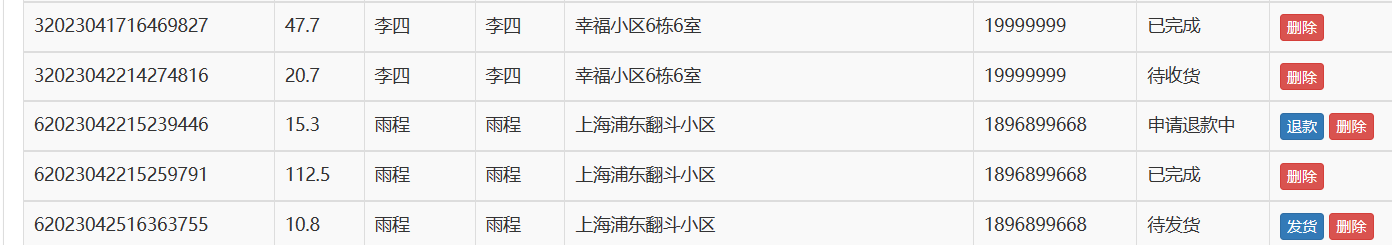 32023041716469827 47.7 李四 李四 幸福小区6栋6室 19999999 已完成 删除
32023042214274816 20.7 李四 李四 幸福小区6栋6室 19999999 待收货 删除
62023042215239446 15.3 雨程 雨程 上海浦东翻斗小区 1896899668 申请退款中 退款 删除
62023042215259791 112.5 雨程 雨程 上海浦东翻斗小区 1896899668 已完成 删除
62023042516363755 10.8 雨程 雨程 上海浦东翻斗小区 1896899668 待发货 发货 删除